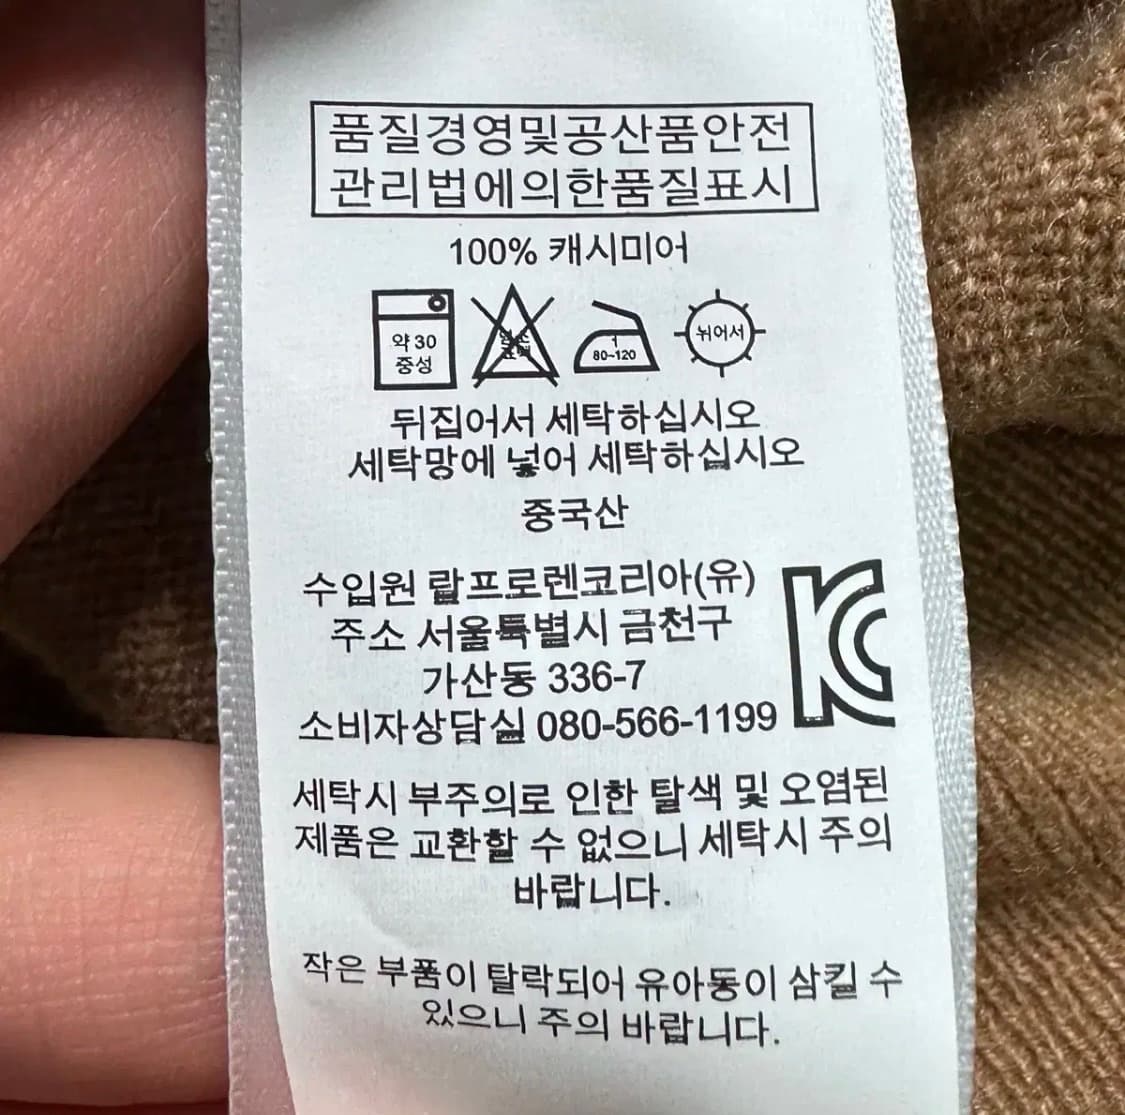 품질경영및공산품안전
관리법에의한품질표시
100% 캐시미어
약 30
중성
염소
표백
80~120
뉘어서
뒤집어서 세탁하십시오
세탁망에 넣어 세탁하십시오
중국산
수입원 랄프로렌코리아(유)
주소 서울특별시 금천구
가산동 336-7
소비자상담실 080-566-1199
세탁시 부주의로 인한 탈색 및 오염된
제품은 교환할 수 없으니 세탁시 주의
바랍니다.
작은 부품이 탈락되어 유아동이 삼킬 수
있으니 주의 바랍니다.